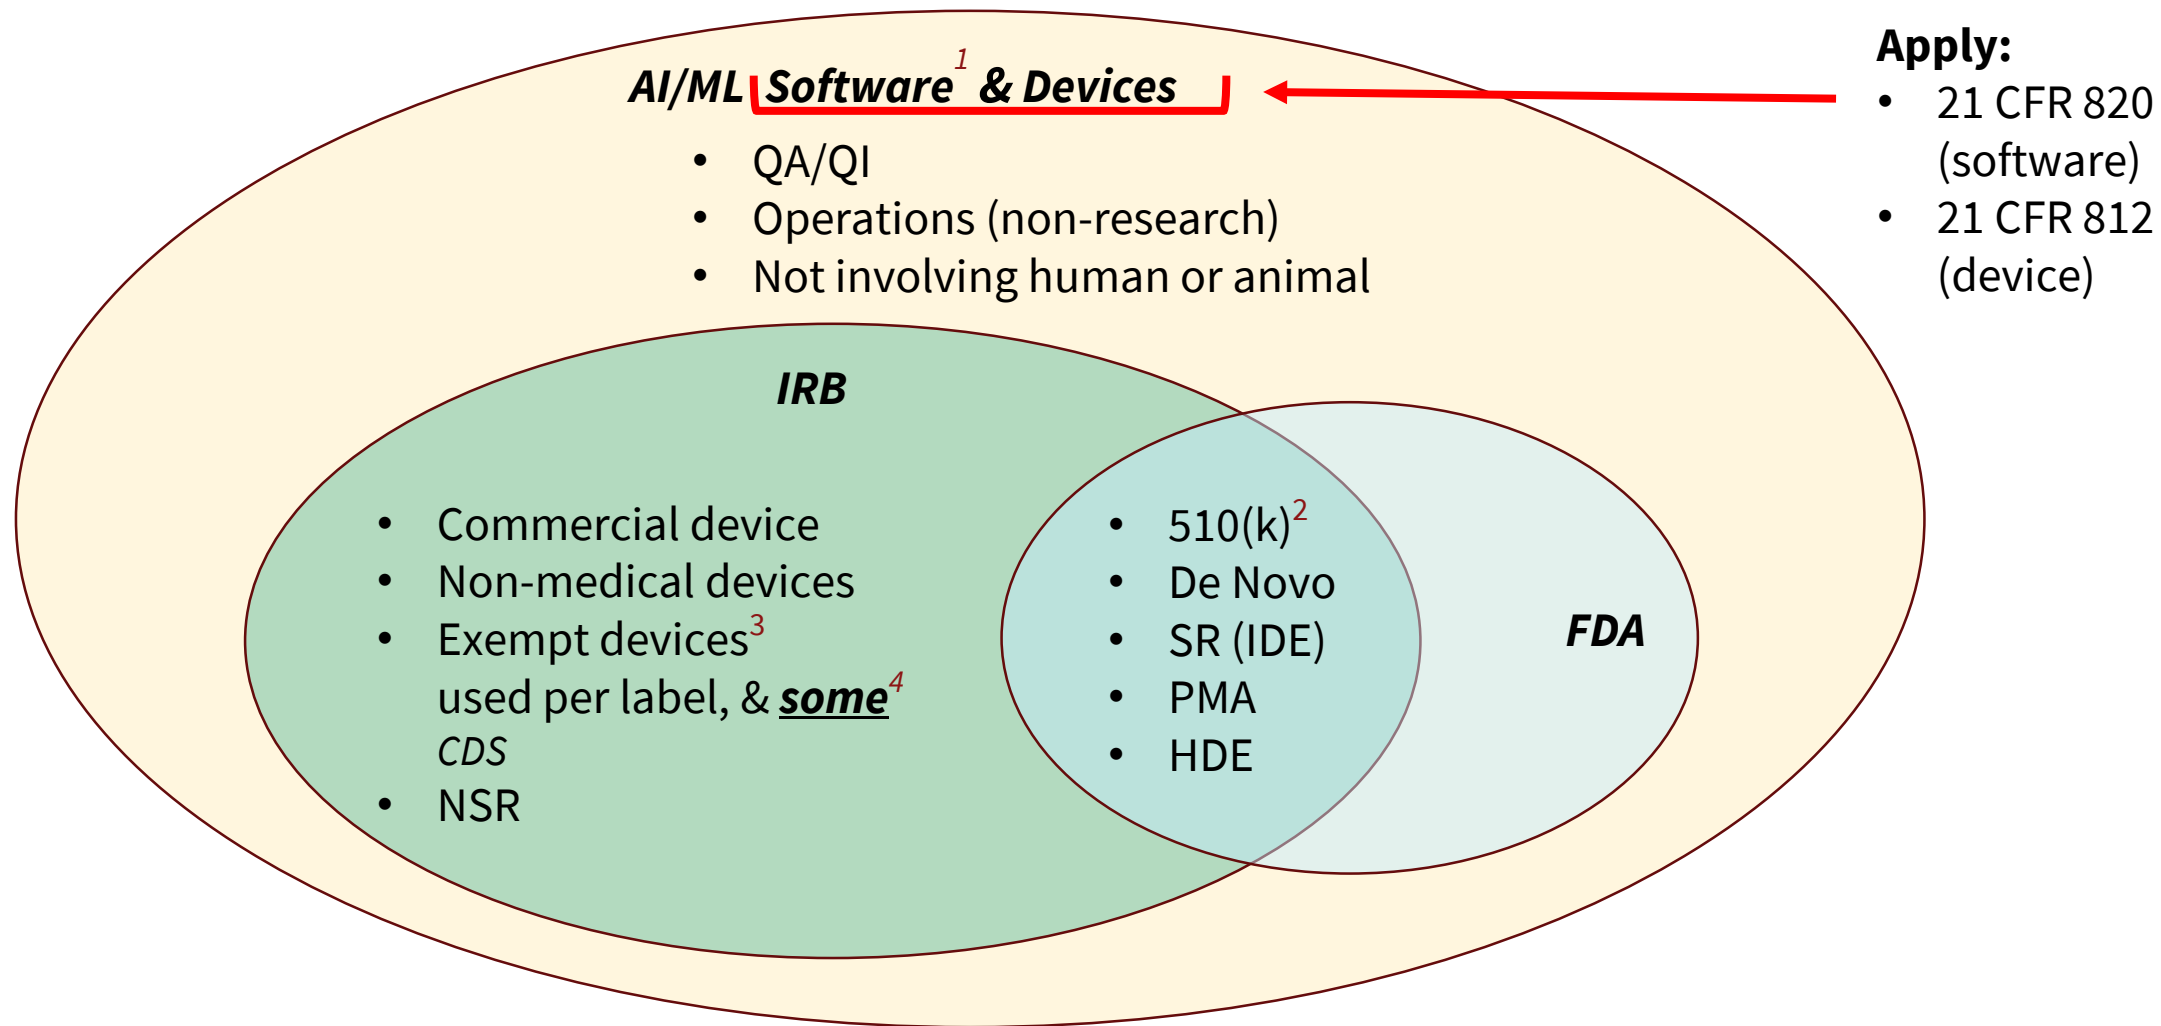 AI/ML Software1 & Devices
• QA/QI
• Operations (non-research)
• Not involving human or animal
Apply:
• 21 CFR 820
(software)
• 21 CFR 812
(device)
IRB
• Commercial device
• Non-medical devices
• Exempt devices3
used per label, & some4
CDS
• NSR
• 510(k)2
• De Novo
• SR (IDE)
• PMA
• HDE
FDA